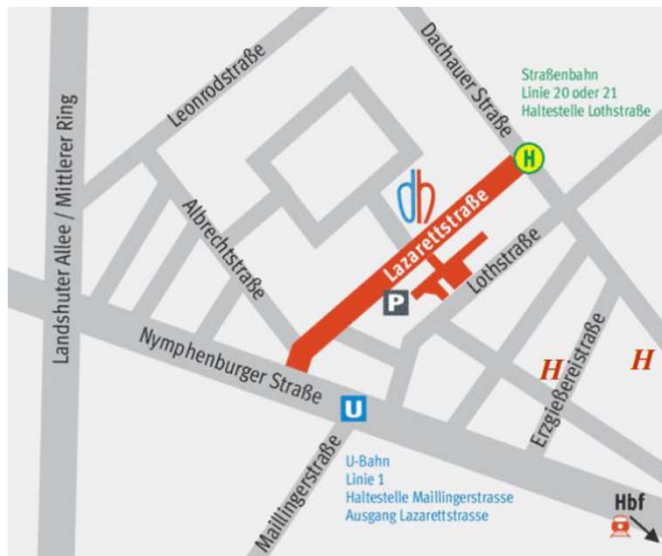 Leonrodstraße
Dachauer Straße
Straßenbahn
Linie 20 oder 21
Haltestelle Lothstraße
H
Landshuter Allee / Mittlerer Ring
Albrechtstraße
dh
Lazarettstraße
Lothstraße
P
Nymphenburger Straße
H
H
Erzgießereistraße
U
Maillingerstraße
U-Bahn
Linie 1
Haltestelle Maillingerstrasse
Ausgang Lazarettstrasse
Hbf